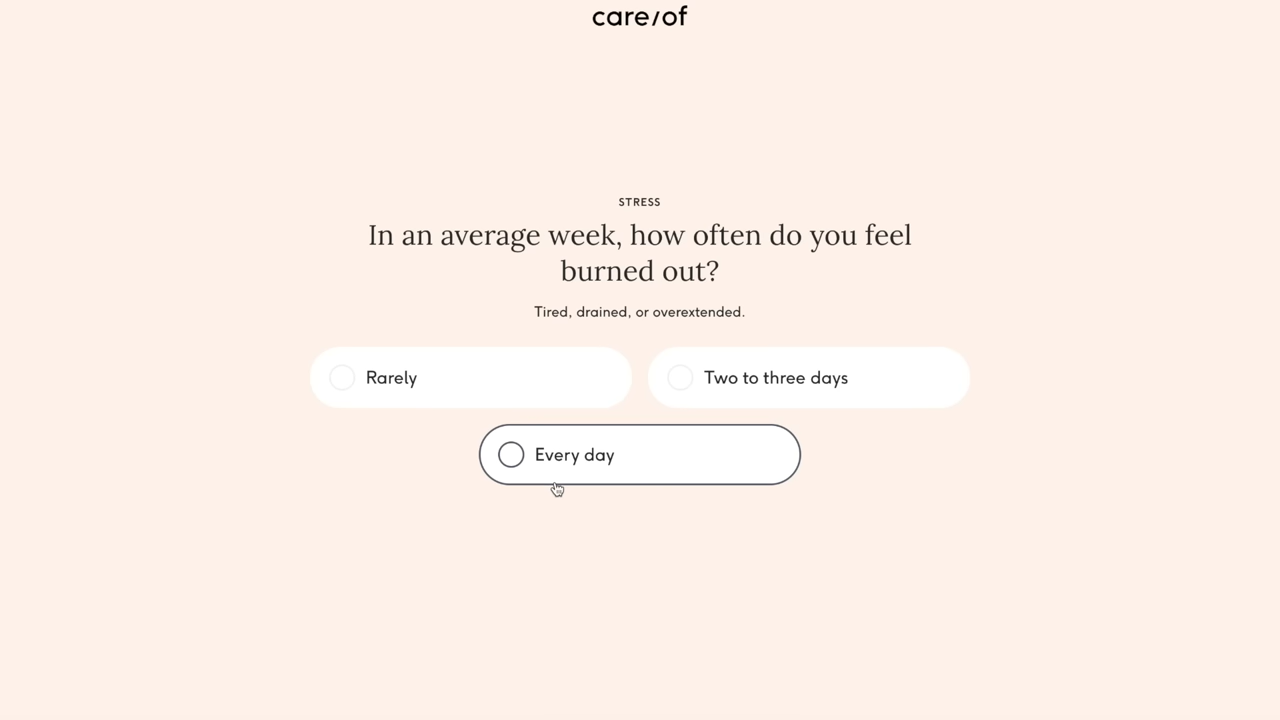 care/of
STRESS
In an average week, how often do you feel
burned out?
Tired, drained, or overextended.
Rarely
Two to three days
Every day